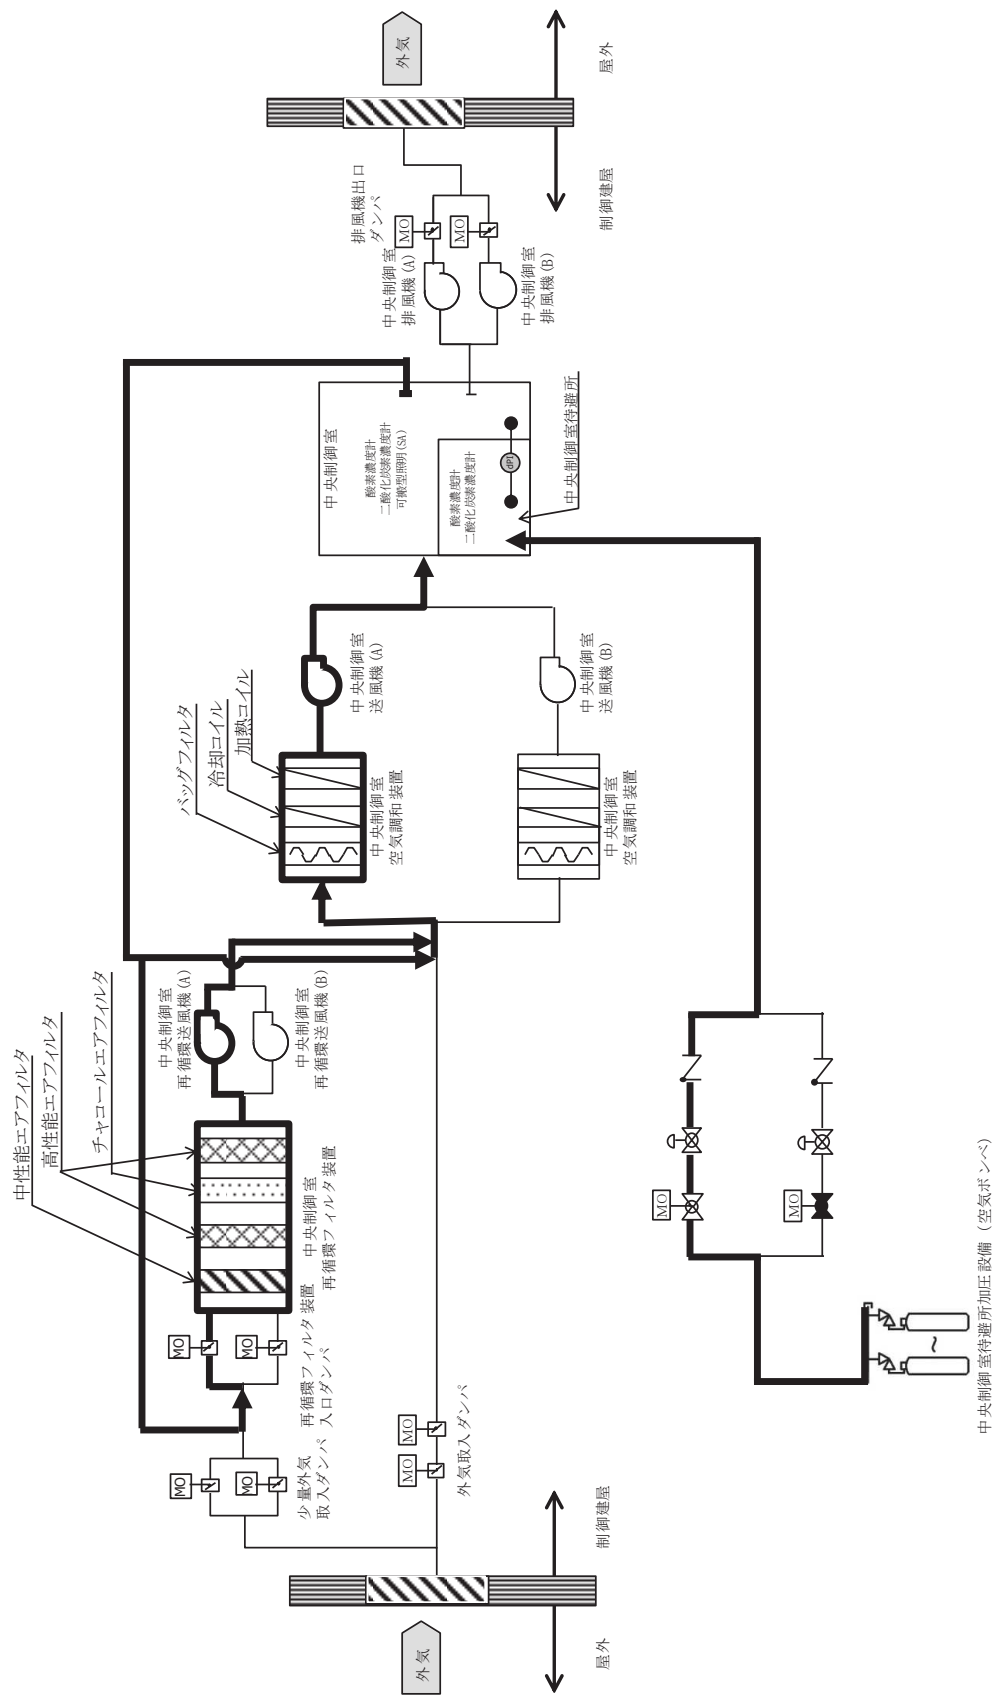 外気
屋外
制御建屋
排風機出口
ダンパ
MO
MO
中央制御室
排風機(A)
中央制御室
排風機(B)
中央制御室
酸素濃度計
二酸化炭素濃度計
可搬型照明(SA)
酸素濃度計
二酸化炭素濃度計
dPI
中央制御室待避所
中央制御室
送風機(A)
中央制御室
送風機(B)
バッグフィルタ
冷却コイル
加熱コイル
中央制御室
空気調和装置
中央制御室
空気調和装置
中央制御室
再循環送風機(A)
中央制御室
再循環送風機(B)
中性能エアフィルタ
高性能エアフィルタ
チャコールエアフィルタ
中央制御室
再循環フィルタ装置
MO
MO
再循環フィルタ装置
入口ダンパ
MO
MO
少量外気
取入ダンパ
MO
MO
外気取入ダンパ
MO
MO
中央制御室待避所加圧設備（空気ボンベ）
～
制御建屋
屋外
外気